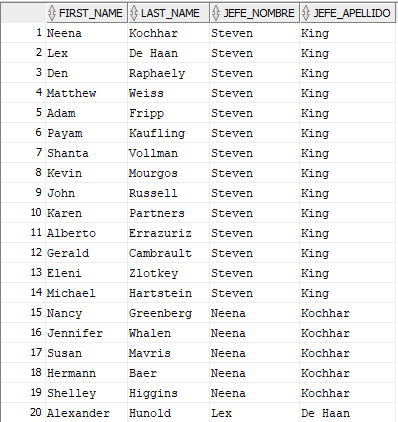 FIRST_NAME LAST_NAME JEFE_NOMBRE JEFE_APELLIDO
1 Neena Kochhar Steven King
2 Lex De Haan Steven King
3 Den Raphaely Steven King
4 Matthew Weiss Steven King
5 Adam Fripp Steven King
6 Payam Kaufling Steven King
7 Shanta Vollman Steven King
8 Kevin Mourgos Steven King
9 John Russell Steven King
10 Karen Partners Steven King
11 Alberto Errazuriz Steven King
12 Gerald Cambrault Steven King
13 Eleni Zlotkey Steven King
14 Michael Hartstein Steven King
15 Nancy Greenberg Neena Kochhar
16 Jennifer Whalen Neena Kochhar
17 Susan Mavris Neena Kochhar
18 Hermann Baer Neena Kochhar
19 Shelley Higgins Neena Kochhar
20 Alexander Hunold Lex De Haan